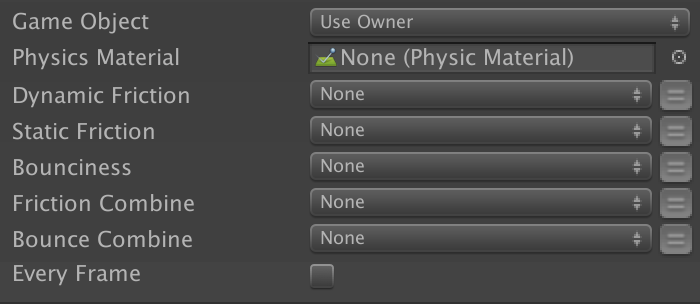 Game Object Use Owner
Physics Material None (Physic Material)
Dynamic Friction None
Static Friction None
Bounciness None
Friction Combine None
Bounce Combine None
Every Frame